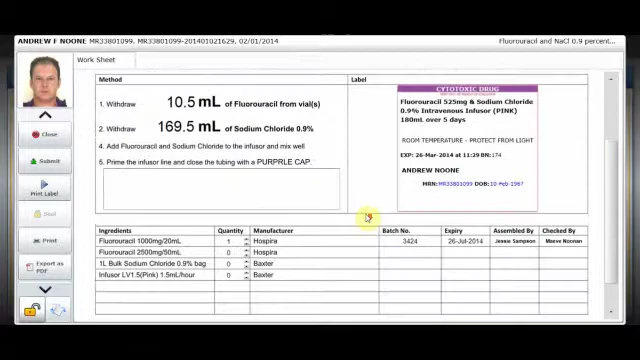 ANDREW F NOONE MR33801099, MR33801099-201401021629, 02/01/2014
Fluorouracil and NaCl 0.9 percent...
Work Sheet
Close
Submit
Print Label
Seal
Print
Export as PDF
Method
Label
1. Withdraw 10.5 mL of Fluorouracil from vial(s)
2. Withdraw 169.5 mL of Sodium Chloride 0.9%
4. Add Fluorouracil and Sodium Chloride to the infusor and mix well
5. Prime the infusor line and close the tubing with a PURPRLE CAP.
CYTOTOXIC DRUG
Fluorouracil 525mg & Sodium Chloride
0.9% Intravenous Infusor (PINK)
180mL over 5 days
ROOM TEMPERATURE - PROTECT FROM LIGHT
EXP: 26-Mar-2014 at 11:29 BN:174
ANDREW NOONE
MRN:MR33801099 DOB:10-Feb-1967
Ingredients Quantity Manufacturer Batch No. Expiry Assembled By Checked By
Fluorouracil 1000mg/20mL 1 Hospira 3424 26-Jul-2014 Jessie Sampson Maeve Noonan
Fluorouracil 2500mg/50mL 0 Hospira
1L Bulk Sodium Chloride 0.9% bag 0 Baxter
Infusor LV1.5(Pink) 1.5mL/hour 0 Baxter